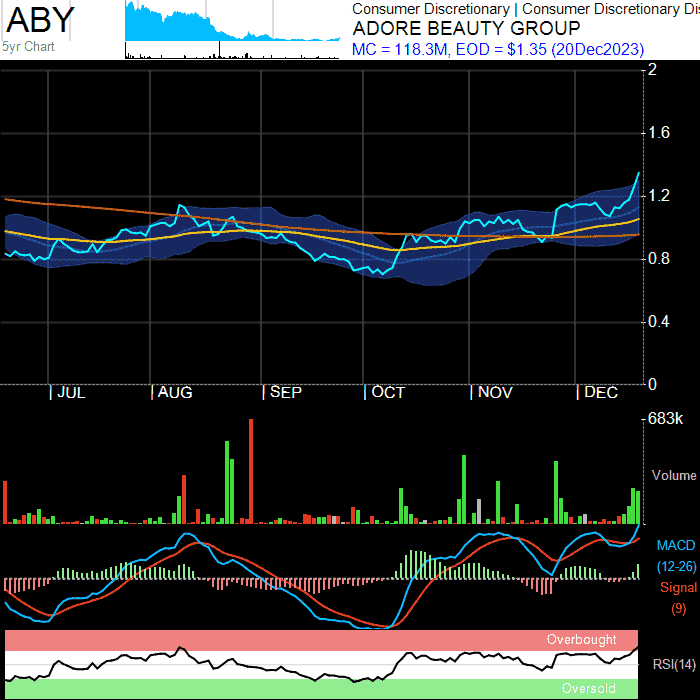 ABY
5yr Chart
Consumer Discretionary | Consumer Discretionary Dis
ADORE BEAUTY GROUP
MC = 118.3M, EOD = $1.35 (20Dec2023)
2
1.6
1.2
0.8
0.4
0
| JUL | AUG | SEP | OCT | NOV | DEC
683k
Volume
MACD
(12-26)
Signal
(9)
Overbought
RSI(14)
Oversold